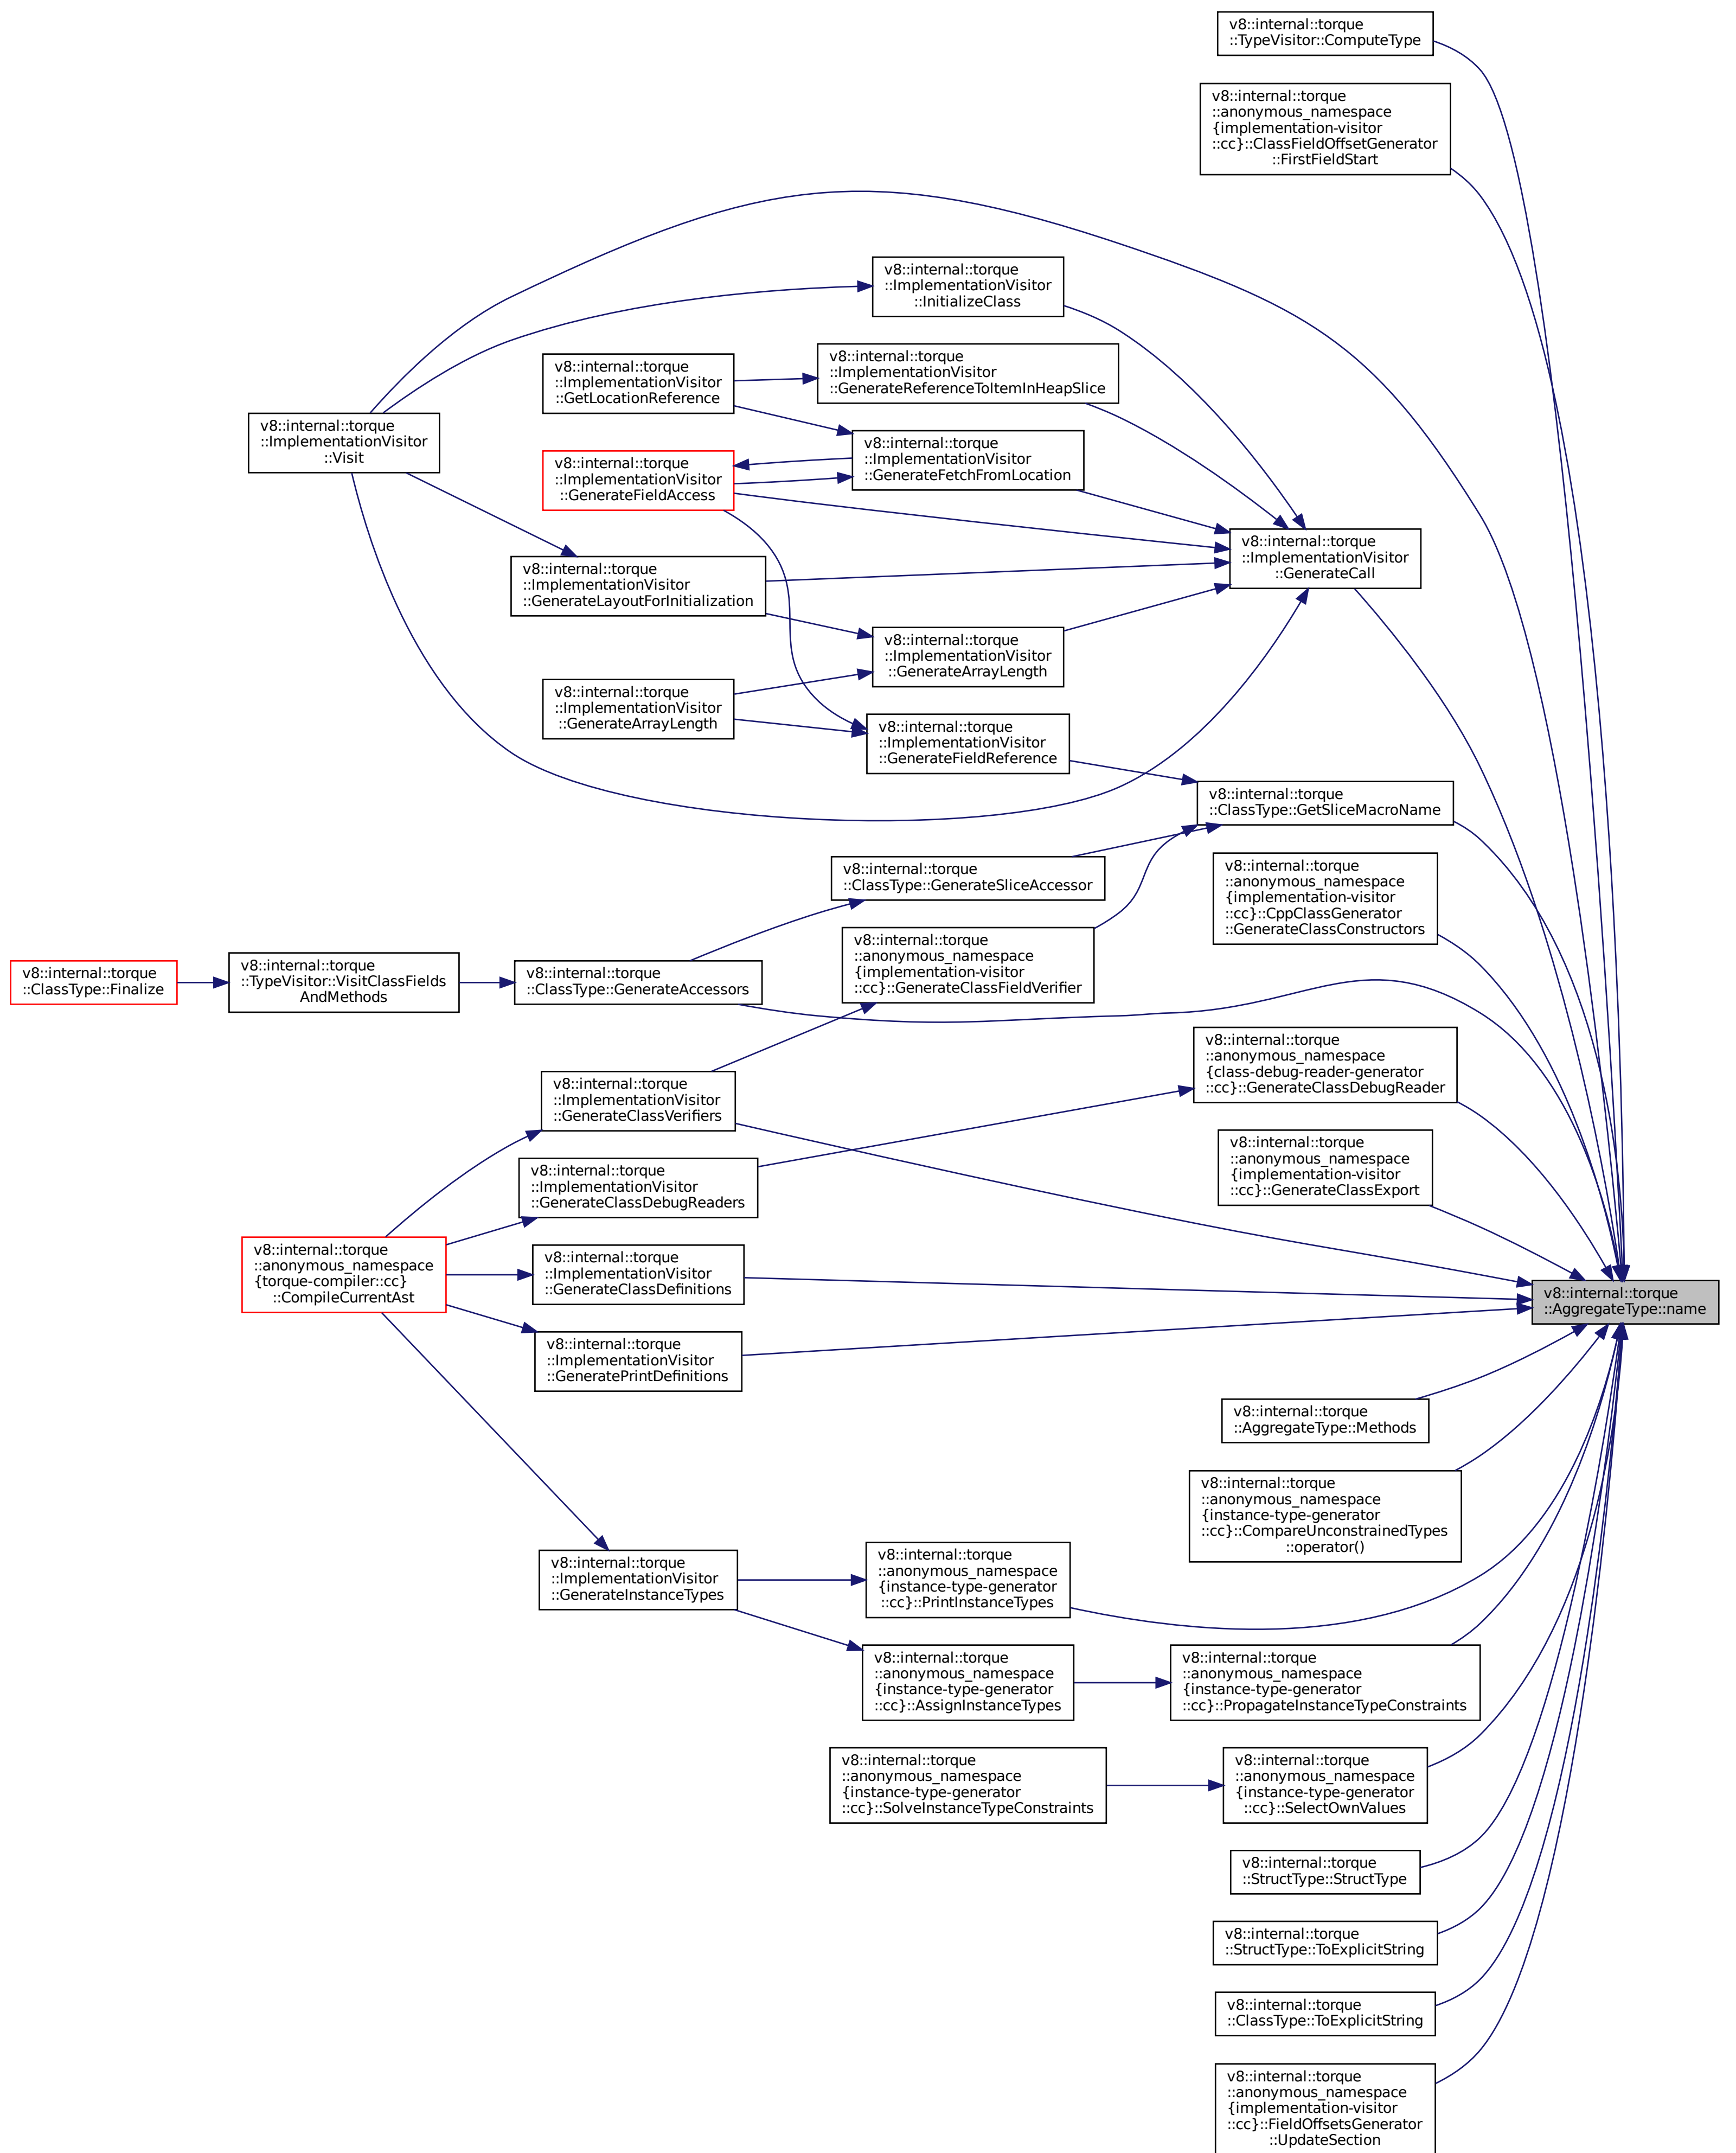 v8::internal::torque
::TypeVisitor::ComputeType
v8::internal::torque
::anonymous_namespace
{implementation-visitor
::cc}::ClassFieldOffsetGenerator
::FirstFieldStart
v8::internal::torque
::ImplementationVisitor
::InitializeClass
v8::internal::torque
::ImplementationVisitor
::GenerateReferenceToItemInHeapSlice
v8::internal::torque
::ImplementationVisitor
::GetLocationReference
v8::internal::torque
::ImplementationVisitor
::Visit
v8::internal::torque
::ImplementationVisitor
::GenerateFetchFromLocation
v8::internal::torque
::ImplementationVisitor
::GenerateFieldAccess
v8::internal::torque
::ImplementationVisitor
::GenerateCall
v8::internal::torque
::ImplementationVisitor
::GenerateLayoutForInitialization
v8::internal::torque
::ImplementationVisitor
::GenerateArrayLength
v8::internal::torque
::ImplementationVisitor
::GenerateArrayLength
v8::internal::torque
::ImplementationVisitor
::GenerateFieldReference
v8::internal::torque
::ClassType::GetSliceMacroName
v8::internal::torque
::ClassType::GenerateSliceAccessor
v8::internal::torque
::anonymous_namespace
{implementation-visitor
::cc}::CppClassGenerator
::GenerateClassConstructors
v8::internal::torque
::anonymous_namespace
{implementation-visitor
::cc}::GenerateClassFieldVerifier
v8::internal::torque
::ClassType::Finalize
v8::internal::torque
::TypeVisitor::VisitClassFields
AndMethods
v8::internal::torque
::ClassType::GenerateAccessors
v8::internal::torque
::anonymous_namespace
{class-debug-reader-generator
::cc}::GenerateClassDebugReader
v8::internal::torque
::ImplementationVisitor
::GenerateClassVerifiers
v8::internal::torque
::anonymous_namespace
{implementation-visitor
::cc}::GenerateClassExport
v8::internal::torque
::ImplementationVisitor
::GenerateClassDebugReaders
v8::internal::torque
::anonymous_namespace
{torque-compiler::cc}
::CompileCurrentAst
v8::internal::torque
::ImplementationVisitor
::GenerateClassDefinitions
v8::internal::torque
::AggregateType::name
v8::internal::torque
::ImplementationVisitor
::GeneratePrintDefinitions
v8::internal::torque
::AggregateType::Methods
v8::internal::torque
::anonymous_namespace
{instance-type-generator
::cc}::CompareUnconstrainedTypes
::operator()
v8::internal::torque
::ImplementationVisitor
::GenerateInstanceTypes
v8::internal::torque
::anonymous_namespace
{instance-type-generator
::cc}::PrintInstanceTypes
v8::internal::torque
::anonymous_namespace
{instance-type-generator
::cc}::AssignInstanceTypes
v8::internal::torque
::anonymous_namespace
{instance-type-generator
::cc}::PropagateInstanceTypeConstraints
v8::internal::torque
::anonymous_namespace
{instance-type-generator
::cc}::SolveInstanceTypeConstraints
v8::internal::torque
::anonymous_namespace
{instance-type-generator
::cc}::SelectOwnValues
v8::internal::torque
::StructType::StructType
v8::internal::torque
::StructType::ToExplicitString
v8::internal::torque
::ClassType::ToExplicitString
v8::internal::torque
::anonymous_namespace
{implementation-visitor
::cc}::FieldOffsetsGenerator
::UpdateSection